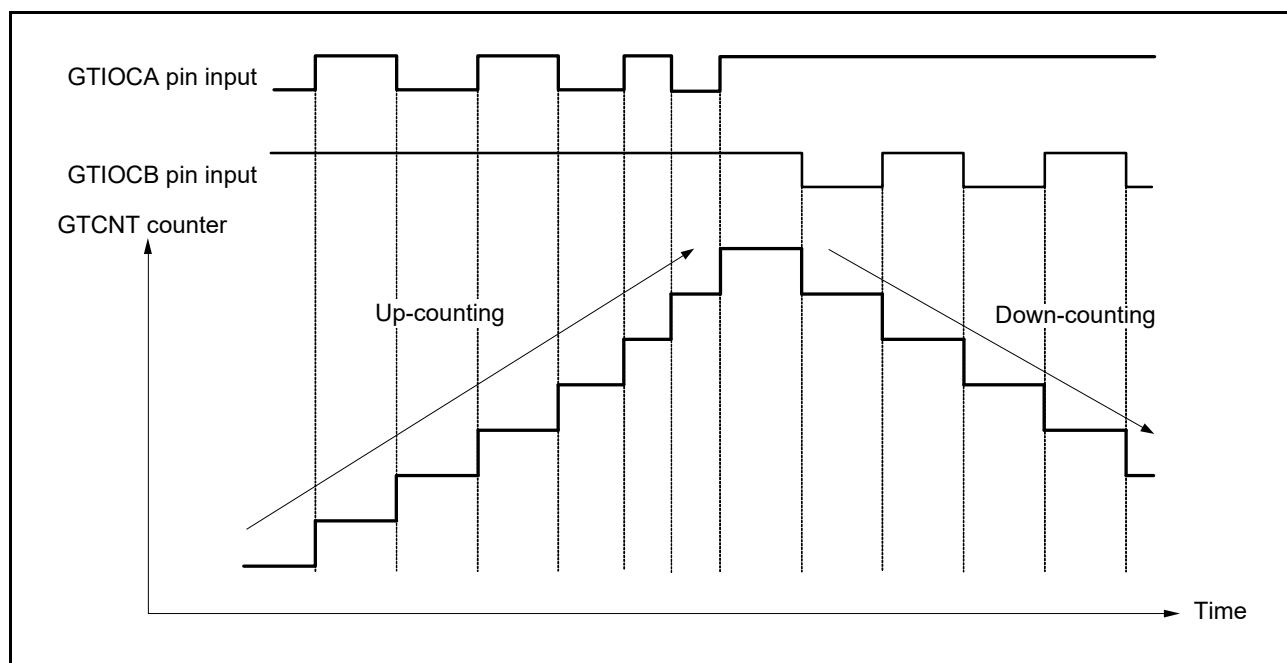 GTIOCA pin input
GTIOCB pin input
GTCNT counter
Up-counting
Down-counting
Time